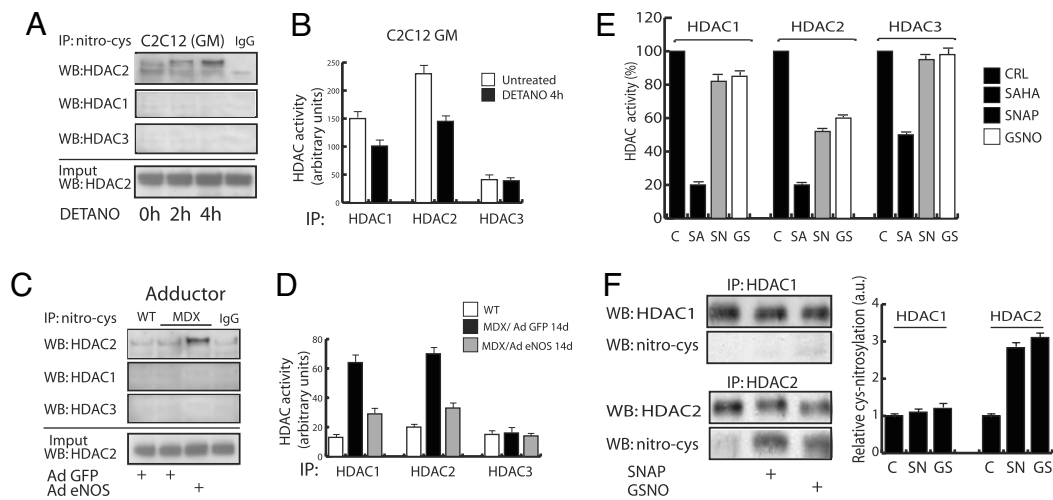 A
IP: nitro-cys C2C12 (GM) IgG
WB:HDAC2
WB:HDAC1
WB:HDAC3
Input
WB: HDAC2
DETANO 0h 2h 4h
B
C2C12 GM
HDAC activity
(arbitrary units)
250
200
150
100
50
0
Untreated
DETANO 4h
IP: HDAC1 HDAC2 HDAC3
E
HDAC1 HDAC2 HDAC3
HDAC activity (%)
100
80
60
40
20
0
C SA SN GS C SA SN GS C SA SN GS
CRL
SAHA
SNAP
GSNO
C
Adductor
IP: nitro-cys WT MDX IgG
WB: HDAC2
WB: HDAC1
WB: HDAC3
Input
WB: HDAC2
Ad GFP + +
Ad eNOS +
D
WT
MDX/ Ad GFP 14d
MDX/Ad eNOS 14d
HDAC activity
(arbitrary units)
80
60
40
20
0
IP: HDAC1 HDAC2 HDAC3
F
IP: HDAC1
WB: HDAC1
WB: nitro-cys
IP: HDAC2
WB: HDAC2
WB: nitro-cys
SNAP +
GSNO +
Relative cys-nitrosylation (a.u.)
4
3
2
1
0
HDAC1 HDAC2
C SN GS C SN GS